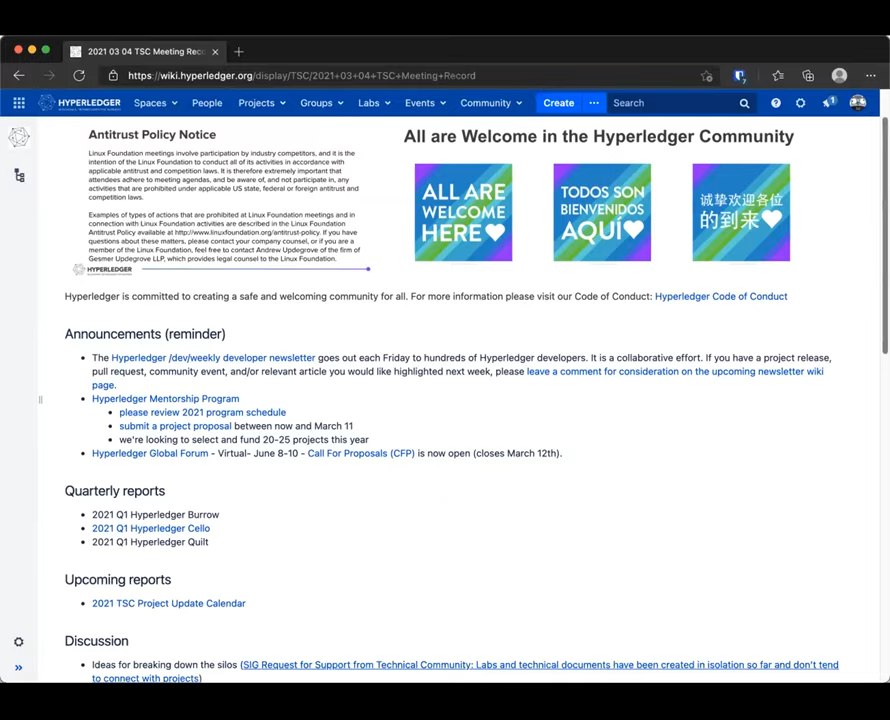 2021 03 04 TSC Meeting Reco
https://wiki.hyperledger.org/display/TSC/2021+03+04+TSC+Meeting+Record
7
HYPERLEDGER Spaces People Projects Groups Labs Events Community Create ... Search 1
Antitrust Policy Notice
Linux Foundation meetings involve participation by industry competitors, and it is the
intention of the Linux Foundation to conduct all of its activities in accordance with
applicable antitrust and competition laws. It is therefore extremely important that
attendees adhere to meeting agendas, and be aware of, and not participate in, any
activities that are prohibited under applicable US state, federal or foreign antitrust and
competition laws.
Examples of types of actions that are prohibited at Linux Foundation meetings and in
connection with Linux Foundation activities are described in the Linux Foundation
Antitrust Policy available at http://www.linuxfoundation.org/antitrust-policy. If you have
questions about these matters, please contact your company counsel, or if you are a
member of the Linux Foundation, feel free to contact Andrew Updegrove of the firm of
Gesmer Updegrove LLP, which provides legal counsel to the Linux Foundation.
HYPERLEDGER
All are Welcome in the Hyperledger Community
ALL ARE
WELCOME
HERE
TODOS SON
BIENVENIDOS
AQUÍ
诚挚欢迎各位
的到来
Hyperledger is committed to creating a safe and welcoming community for all. For more information please visit our Code of Conduct: Hyperledger Code of Conduct
Announcements (reminder)
The Hyperledger /dev/weekly developer newsletter goes out each Friday to hundreds of Hyperledger developers. It is a collaborative effort. If you have a project release,
pull request, community event, and/or relevant article you would like highlighted next week, please leave a comment for consideration on the upcoming newsletter wiki
page.
Hyperledger Mentorship Program
please review 2021 program schedule
submit a project proposal between now and March 11
we're looking to select and fund 20-25 projects this year
Hyperledger Global Forum - Virtual- June 8-10 - Call For Proposals (CFP) is now open (closes March 12th).
Quarterly reports
2021 Q1 Hyperledger Burrow
2021 Q1 Hyperledger Cello
2021 Q1 Hyperledger Quilt
Upcoming reports
2021 TSC Project Update Calendar
Discussion
Ideas for breaking down the silos (SIG Request for Support from Technical Community: Labs and technical documents have been created in isolation so far and don't tend
to connect with projects)